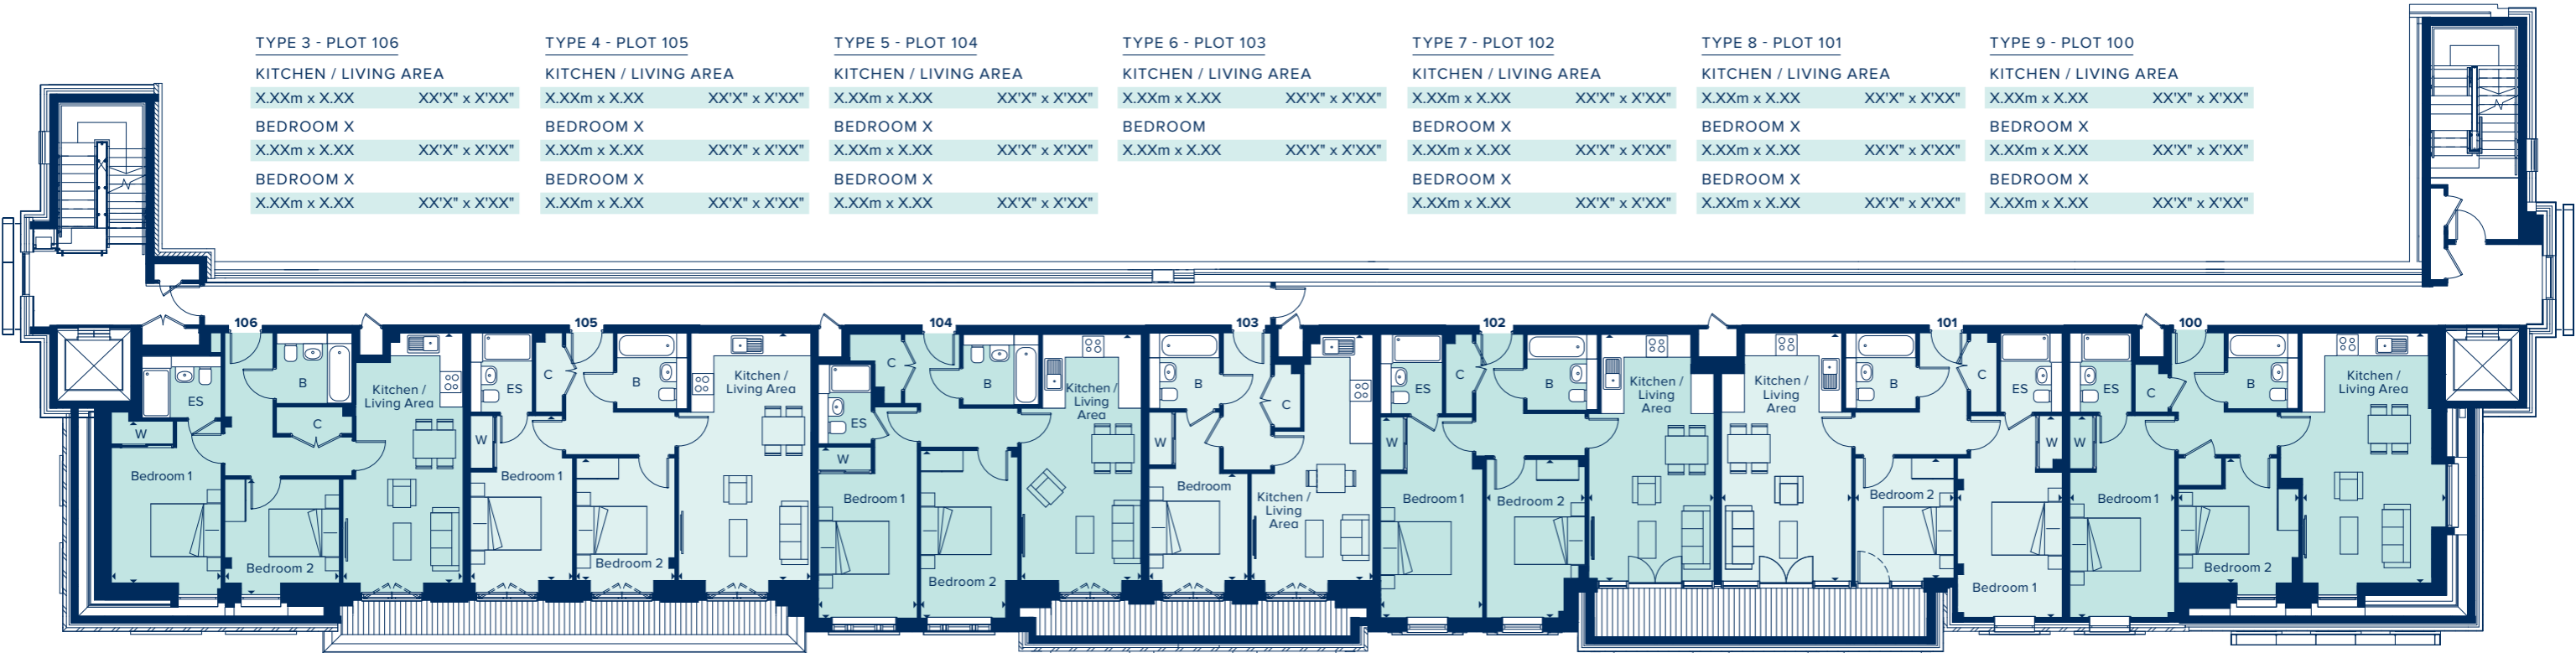 TYPE 3 - PLOT 106
KITCHEN / LIVING AREA
X.XXm x X.XX XX'X" x X'XX"
BEDROOM X
X.XXm x X.XX XX'X" x X'XX"
BEDROOM X
X.XXm x X.XX XX'X" x X'XX"
TYPE 4 - PLOT 105
KITCHEN / LIVING AREA
X.XXm x X.XX XX'X" x X'XX"
BEDROOM X
X.XXm x X.XX XX'X" x X'XX"
BEDROOM X
X.XXm x X.XX XX'X" x X'XX"
TYPE 5 - PLOT 104
KITCHEN / LIVING AREA
X.XXm x X.XX XX'X" x X'XX"
BEDROOM X
X.XXm x X.XX XX'X" x X'XX"
BEDROOM X
X.XXm x X.XX XX'X" x X'XX"
TYPE 6 - PLOT 103
KITCHEN / LIVING AREA
X.XXm x X.XX XX'X" x X'XX"
BEDROOM
X.XXm x X.XX XX'X" x X'XX"
TYPE 7 - PLOT 102
KITCHEN / LIVING AREA
X.XXm x X.XX XX'X" x X'XX"
BEDROOM X
X.XXm x X.XX XX'X" x X'XX"
BEDROOM X
X.XXm x X.XX XX'X" x X'XX"
TYPE 8 - PLOT 101
KITCHEN / LIVING AREA
X.XXm x X.XX XX'X" x X'XX"
BEDROOM X
X.XXm x X.XX XX'X" x X'XX"
BEDROOM X
X.XXm x X.XX XX'X" x X'XX"
TYPE 9 - PLOT 100
KITCHEN / LIVING AREA
X.XXm x X.XX XX'X" x X'XX"
BEDROOM X
X.XXm x X.XX XX'X" x X'XX"
BEDROOM X
X.XXm x X.XX XX'X" x X'XX"
106
B
ES
C
W
Kitchen /
Living Area
Bedroom 1
Bedroom 2
105
ES
C
B
W
Kitchen /
Living Area
Bedroom 1
Bedroom 2
104
C
B
ES
W
Kitchen /
Living
Area
Bedroom 1
Bedroom 2
103
B
C
W
Bedroom
Kitchen /
Living
Area
102
ES
C
B
W
Kitchen /
Living
Area
Bedroom 1
Bedroom 2
101
Kitchen /
Living
Area
B
C
ES
W
Bedroom 2
Bedroom 1
100
ES
C
B
W
Kitchen /
Living Area
Bedroom 1
Bedroom 2